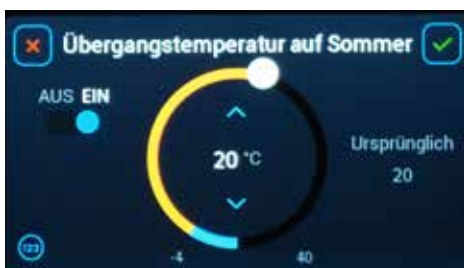 Übergangstemperatur auf Sommer
AUS EIN
20 °C
Ursprünglich
20
123
-4
40